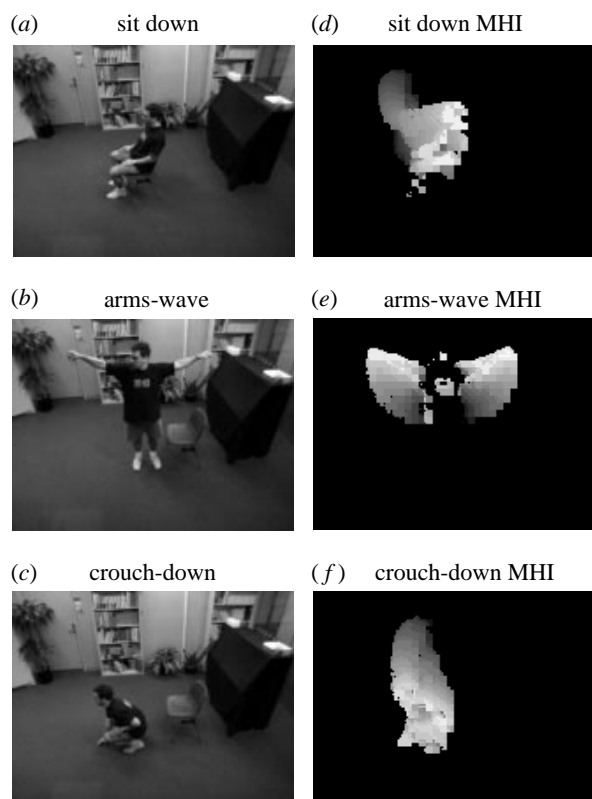 (a) sit down
(d) sit down MHI
(b) arms-wave
(e) arms-wave MHI
(c) crouch-down
(f) crouch-down MHI